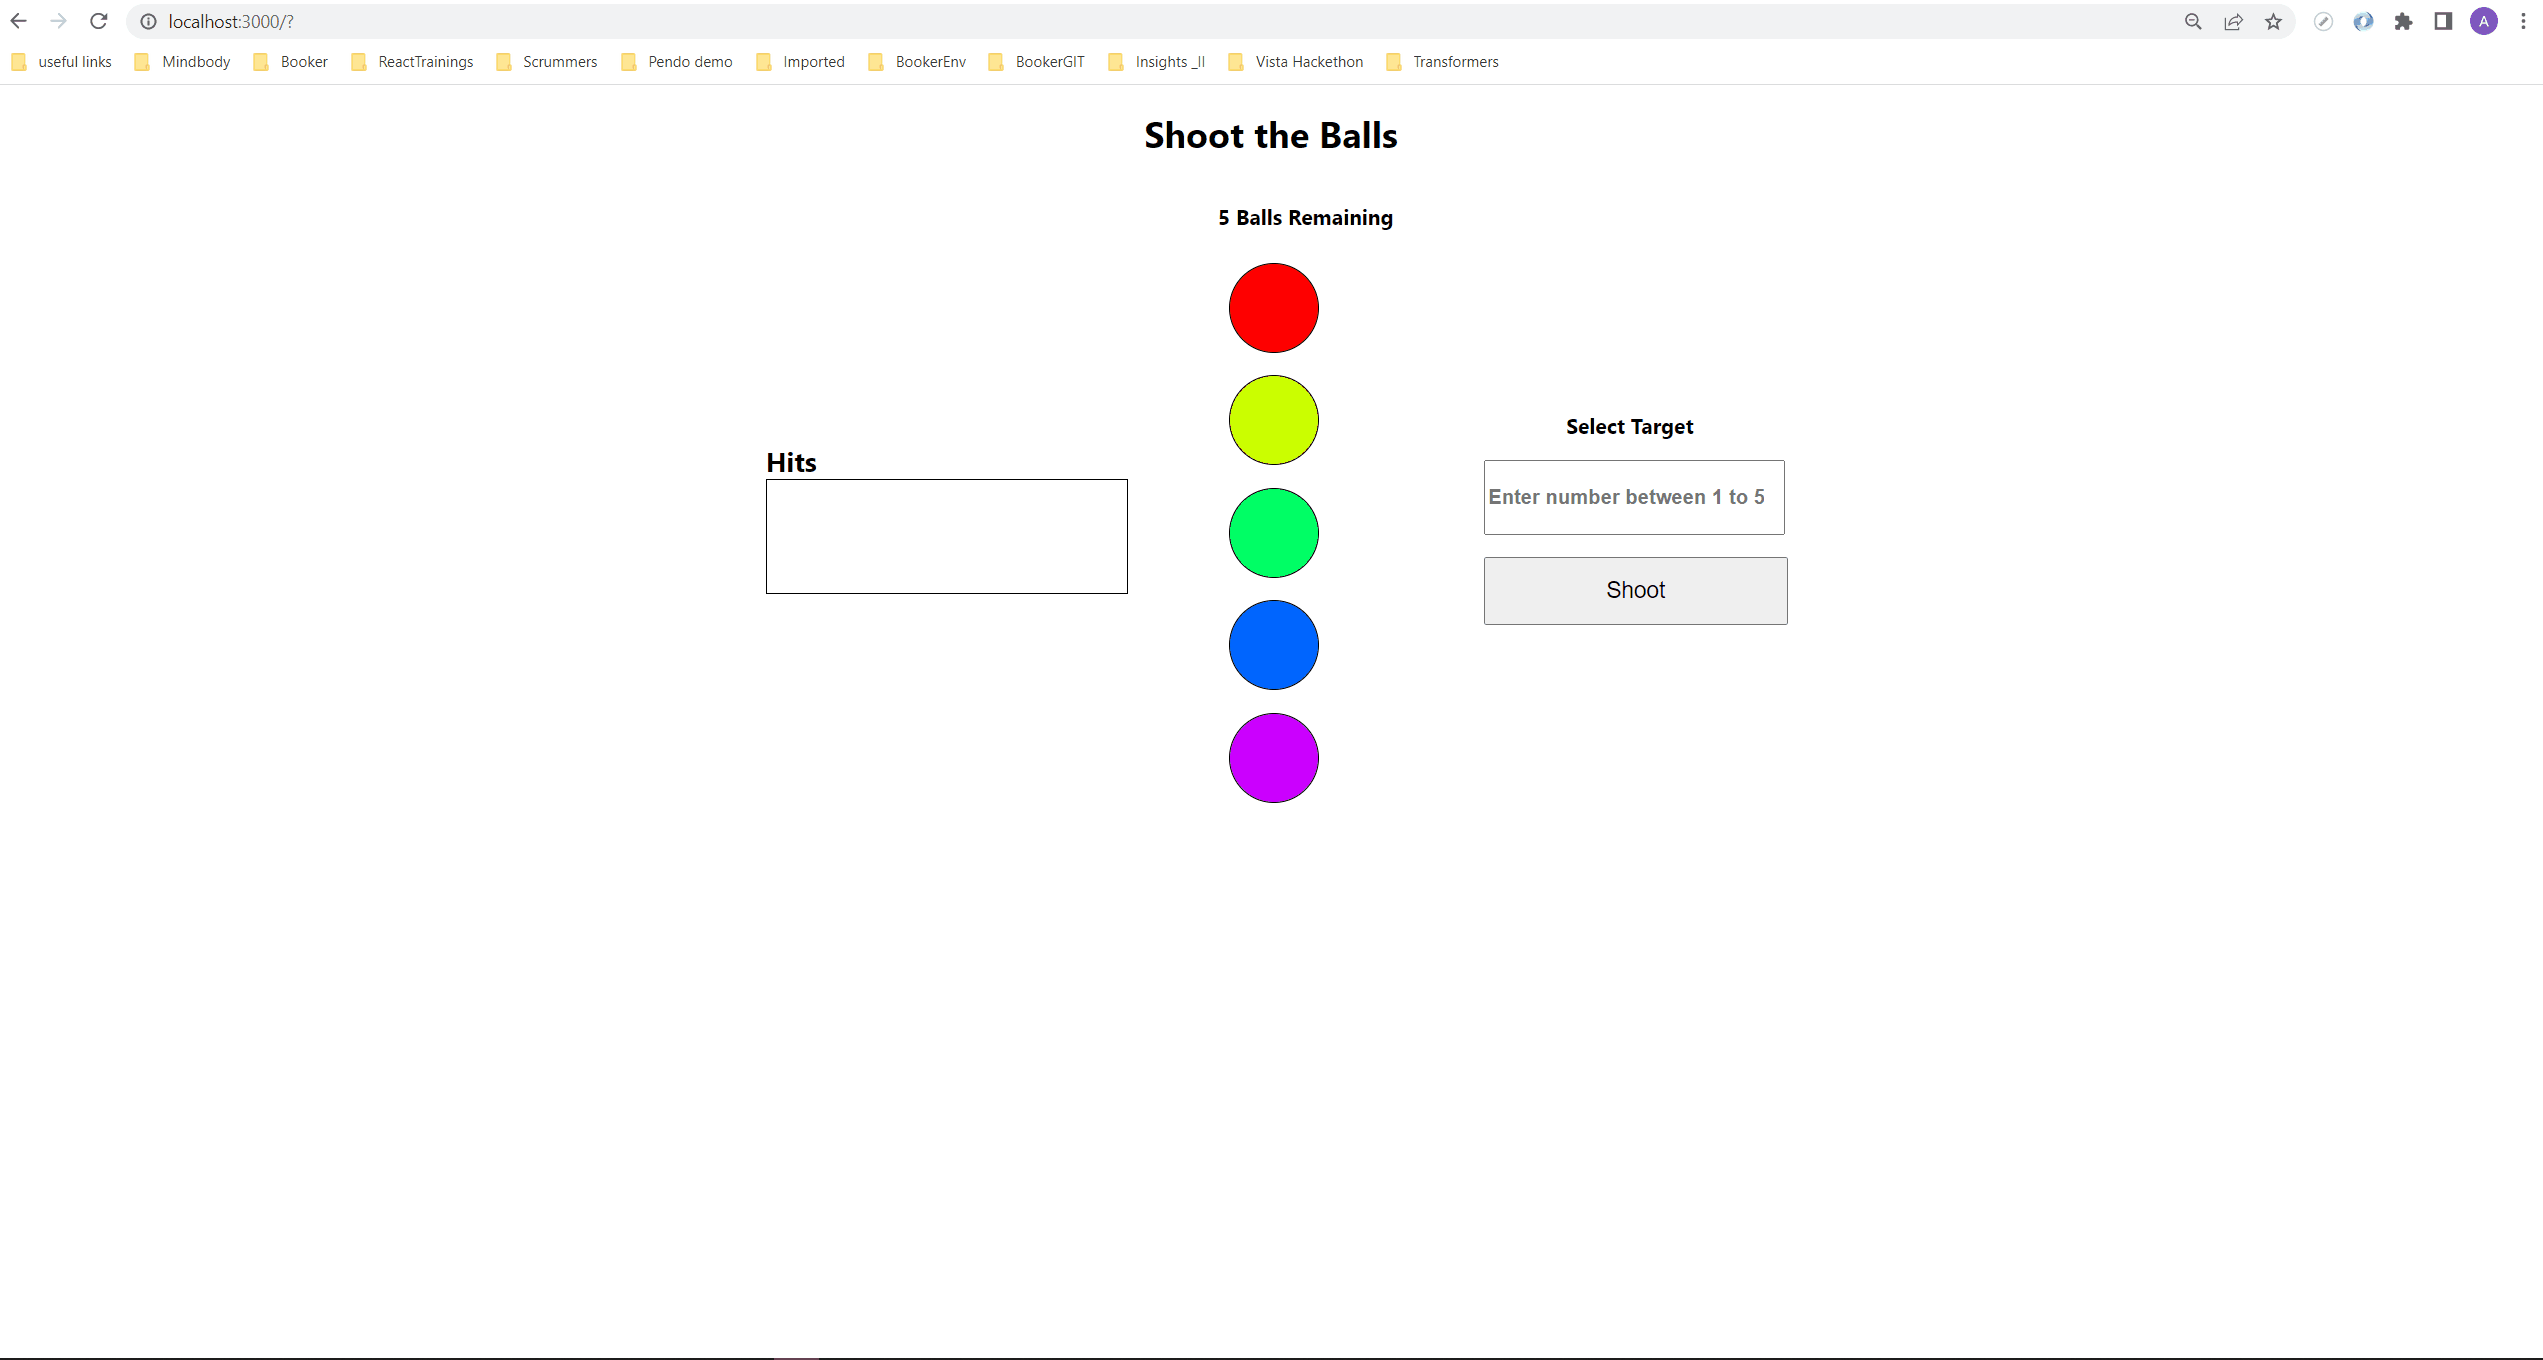 localhost:3000/?
A
useful links Mindbody Booker ReactTrainings Scrummers Pendo demo Imported BookerEnv BookerGIT Insights _II Vista Hackethon Transformers
Shoot the Balls
5 Balls Remaining
Select Target
Hits
Enter number between 1 to 5
Shoot